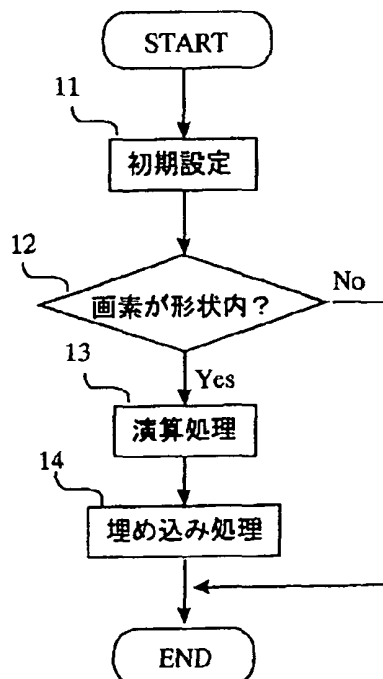 START
11
初期設定
12
画素が形状内?
No
Yes
13
演算処理
14
埋め込み処理
END